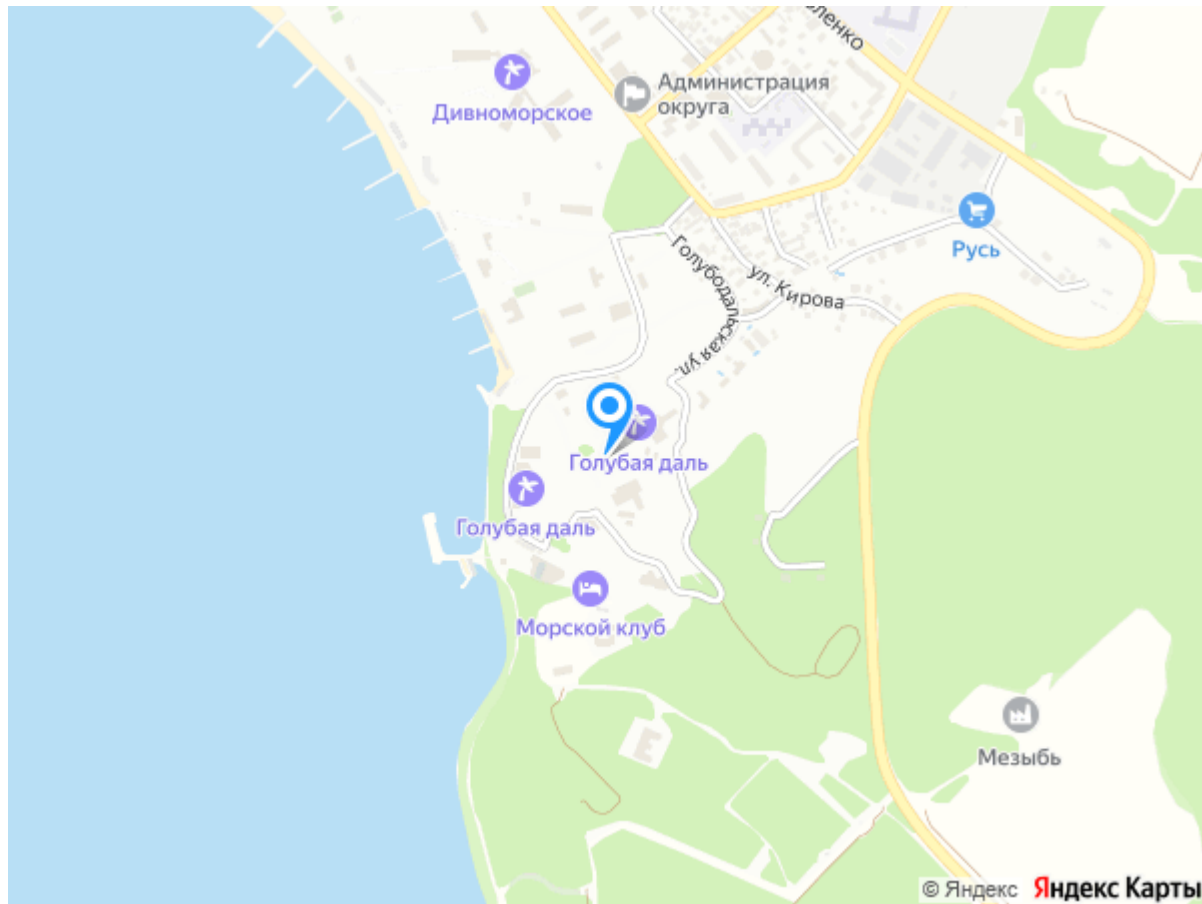 Дивноморское
Администрация
округа
Русь
Голубодальская ул.
ул. Кирова
Голубая даль
Голубая даль
Морской клуб
Мезыбь
© Яндекс Яндекс Карты